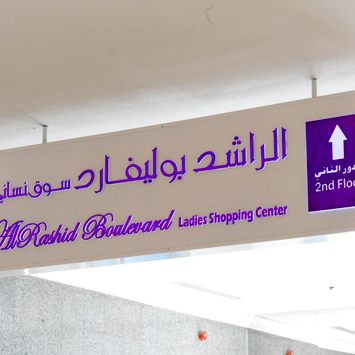 الراشد بوليفارد سوق نسائي
AlRashid Boulevard Ladies Shopping Center
الدور الثاني
2nd Floor